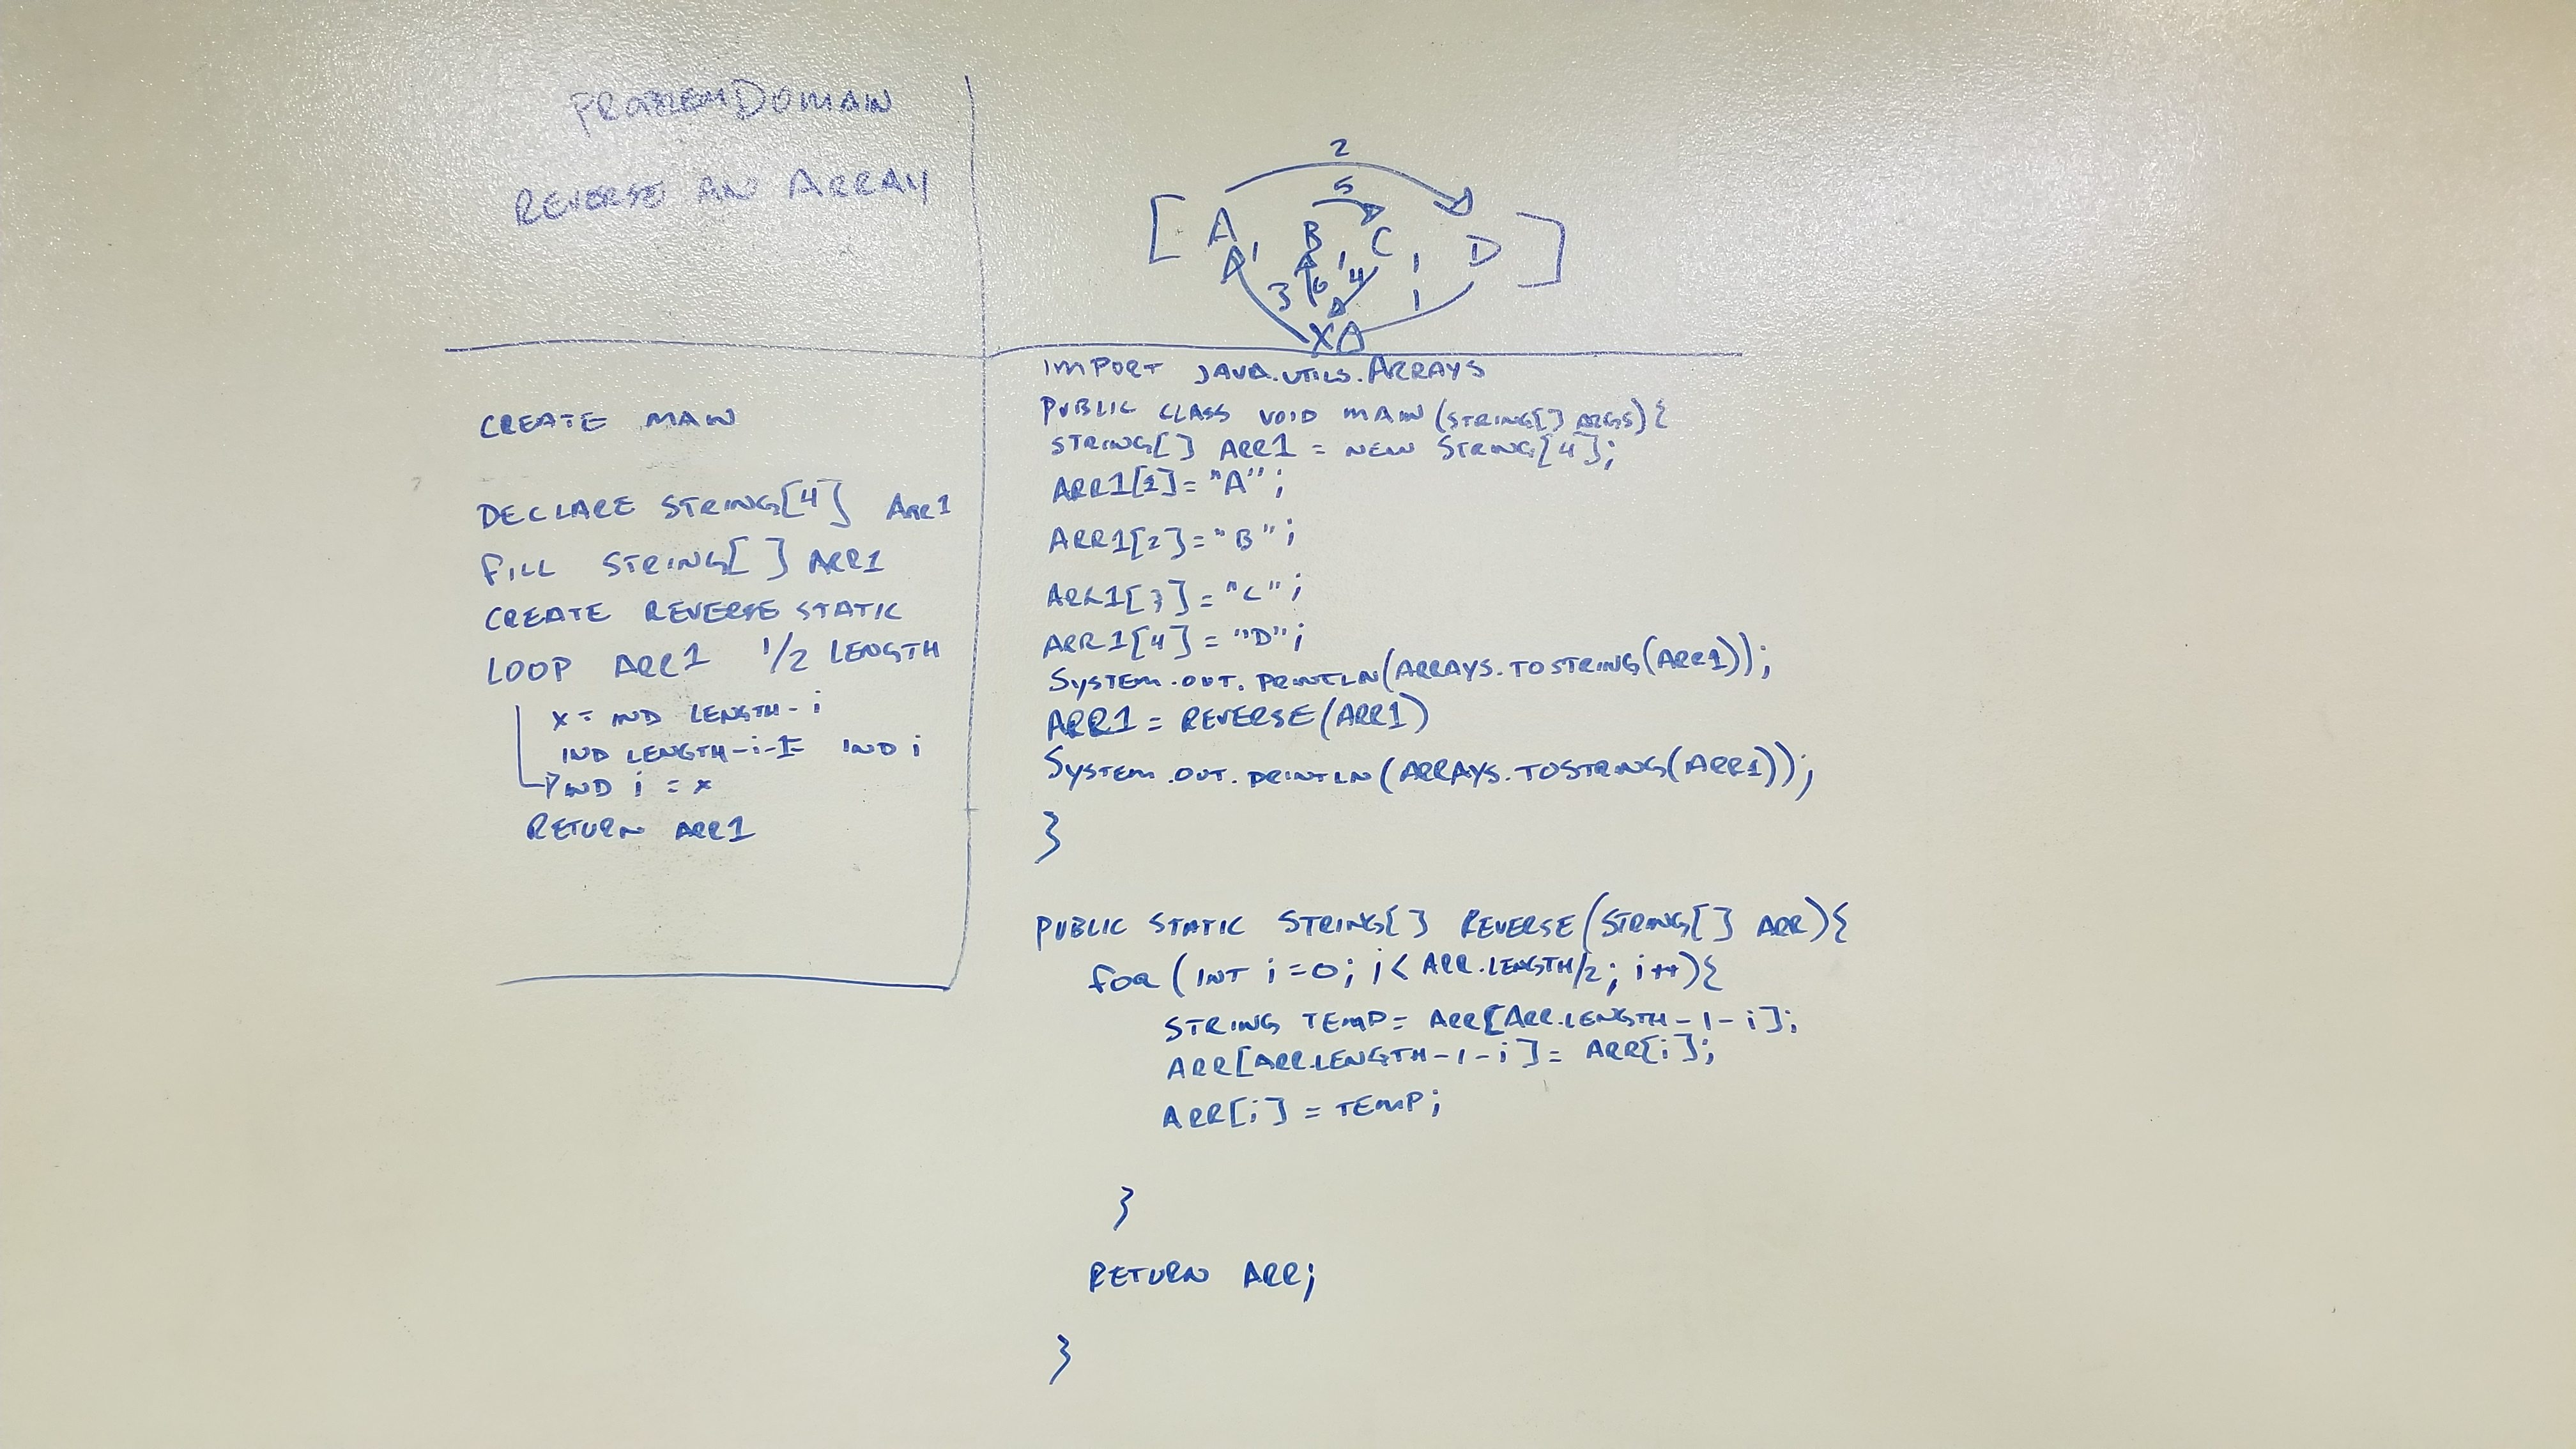 PROBLEM DOMAIN
REVERSE AN ARRAY
2
5
[ A , B , C , D ]
3 6 4 1
X
CREATE MAIN
DECLARE STRING[4] ARR1
FILL STRING[ ] ARR1
CREATE REVERSE STATIC
LOOP ARR1 1/2 LENGTH
X = IND LENGTH - i
IND LENGTH-i-1= IND i
IND i = X
RETURN ARR1
IMPORT JAVA.UTILS.ARRAYS
PUBLIC CLASS VOID MAIN (STRING[] ARGS){
STRING[] ARR1 = NEW STRING[4];
ARR1[1]= "A";
ARR1[2]= "B";
ARR1[3] = "C";
ARR1[4] = "D";
SYSTEM.OUT.PRINTLN(ARRAYS.TOSTRING(ARR1));
ARR1 = REVERSE(ARR1)
SYSTEM.OUT.PRINTLN(ARRAYS.TOSTRING(ARR1));
}
PUBLIC STATIC STRING[] REVERSE(STRING[] ARR){
FOR (INT i=0; i< ARR.LENGTH/2; i++){
STRING TEMP= ARR[ARR.LENGTH-1-i];
ARR[ARR.LENGTH-1-i]= ARR[i];
ARR[i] = TEMP;
}
RETURN ARR;
}